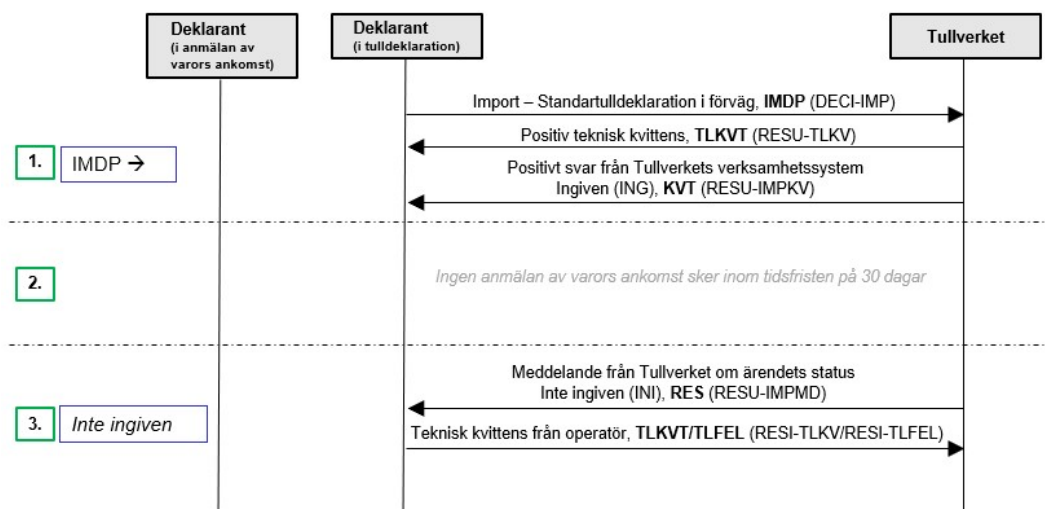 Deklarant
(i anmälan av
varors ankomst)
Deklarant
(i tulldeklaration)
Tullverket
Import – Standartulldeklaration i förväg, IMDP (DECI-IMP)
Positiv teknisk kvittens, TLKVT (RESU-TLKV)
1.
IMDP →
Positivt svar från Tullverkets verksamhetssystem
Ingiven (ING), KVT (RESU-IMPKV)
2.
Ingen anmälan av varors ankomst sker inom tidsfristen på 30 dagar
Meddelande från Tullverket om ärendets status
Inte ingiven (INI), RES (RESU-IMPMD)
3.
Inte ingiven
Teknisk kvittens från operatör, TLKVT/TLFEL (RESI-TLKV/RESI-TLFEL)